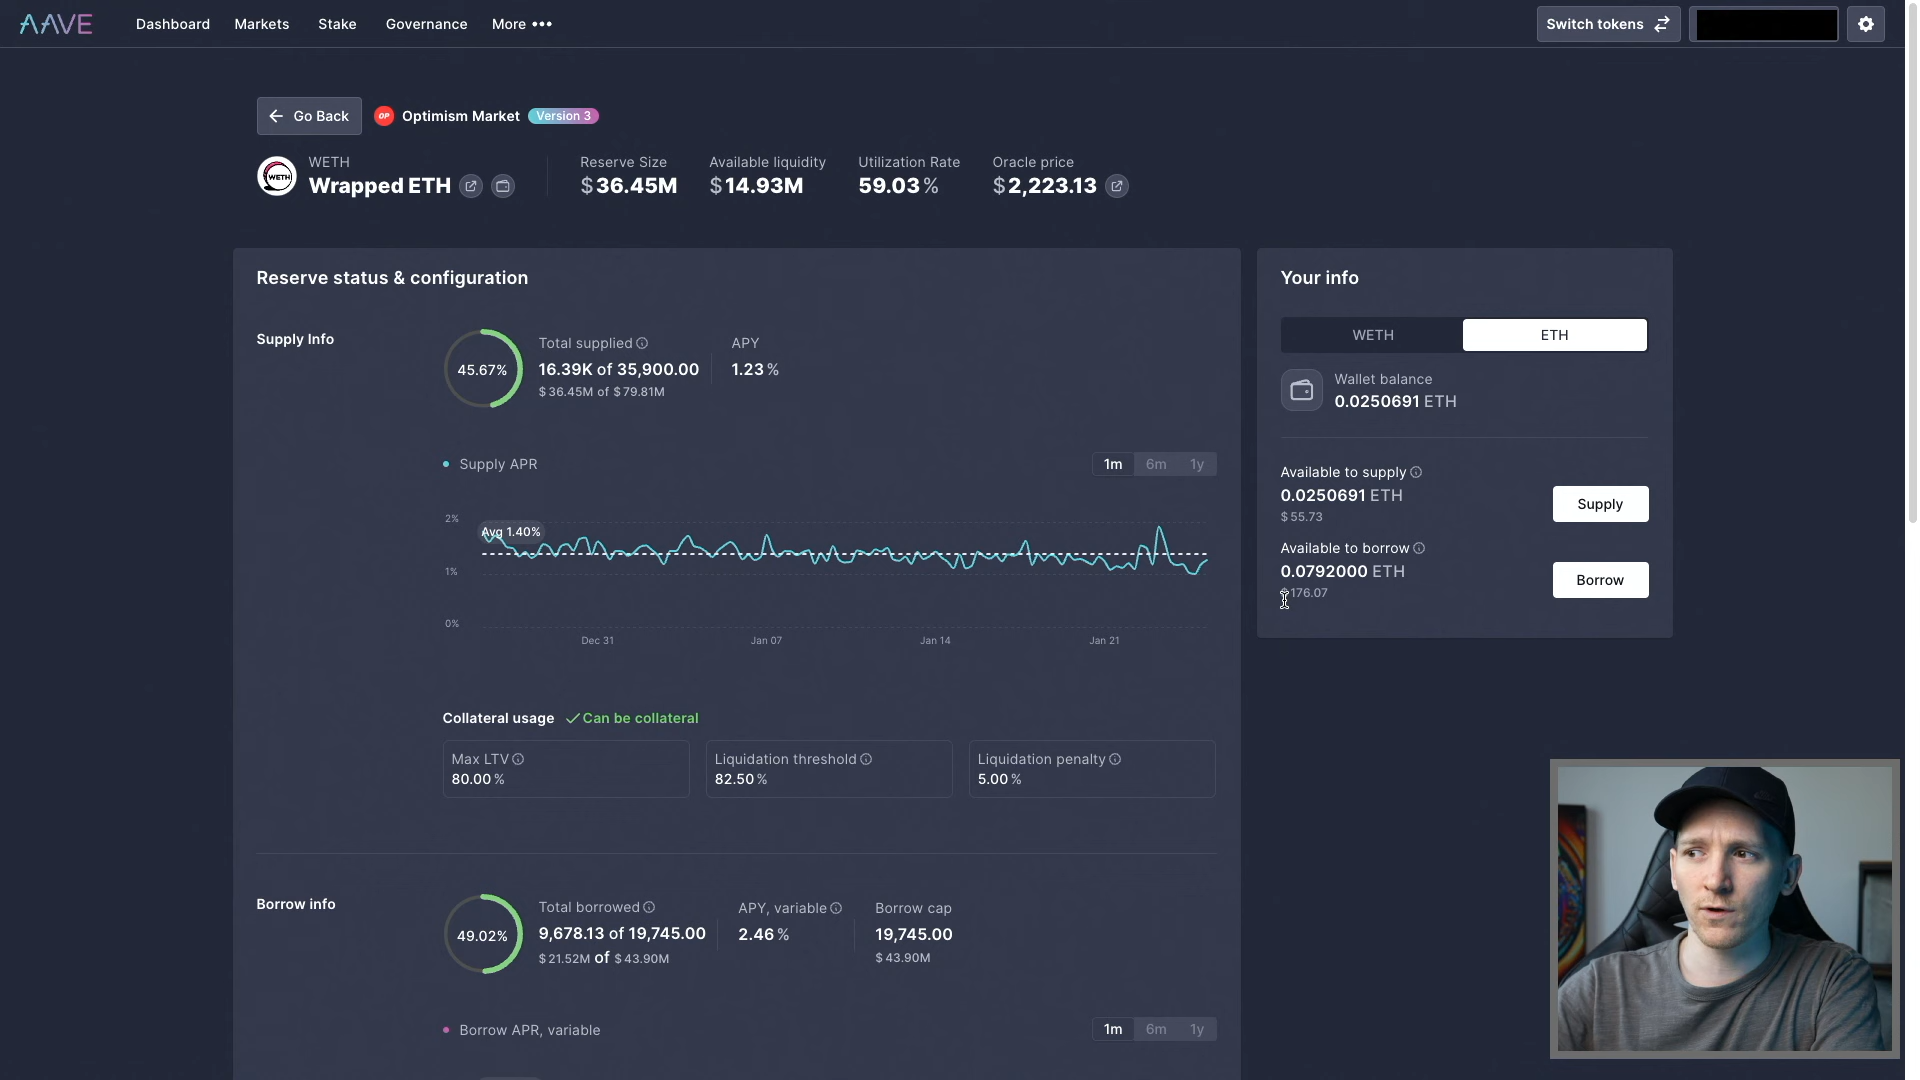 AAVE Dashboard Markets Stake Governance More ••• Switch tokens
Go Back OP Optimism Market Version 3
WETH Reserve Size Available liquidity Utilization Rate Oracle price
WETH Wrapped ETH $36.45M $14.93M 59.03% $2,223.13
Reserve status & configuration
Supply Info
45.67%
Total supplied APY
16.39K of 35,900.00 1.23%
$36.45M of $79.81M
Supply APR 1m 6m 1y
2%
Avg 1.40%
1%
0%
Dec 31 Jan 07 Jan 14 Jan 21
Collateral usage Can be collateral
Max LTV Liquidation threshold Liquidation penalty
80.00% 82.50% 5.00%
Borrow info
49.02%
Total borrowed APY, variable Borrow cap
9,678.13 of 19,745.00 2.46% 19,745.00
$21.52M of $43.90M $43.90M
Borrow APR, variable 1m 6m 1y
Your info
WETH ETH
Wallet balance
0.0250691 ETH
Available to supply
0.0250691 ETH Supply
$55.73
Available to borrow
0.0792000 ETH Borrow
176.07